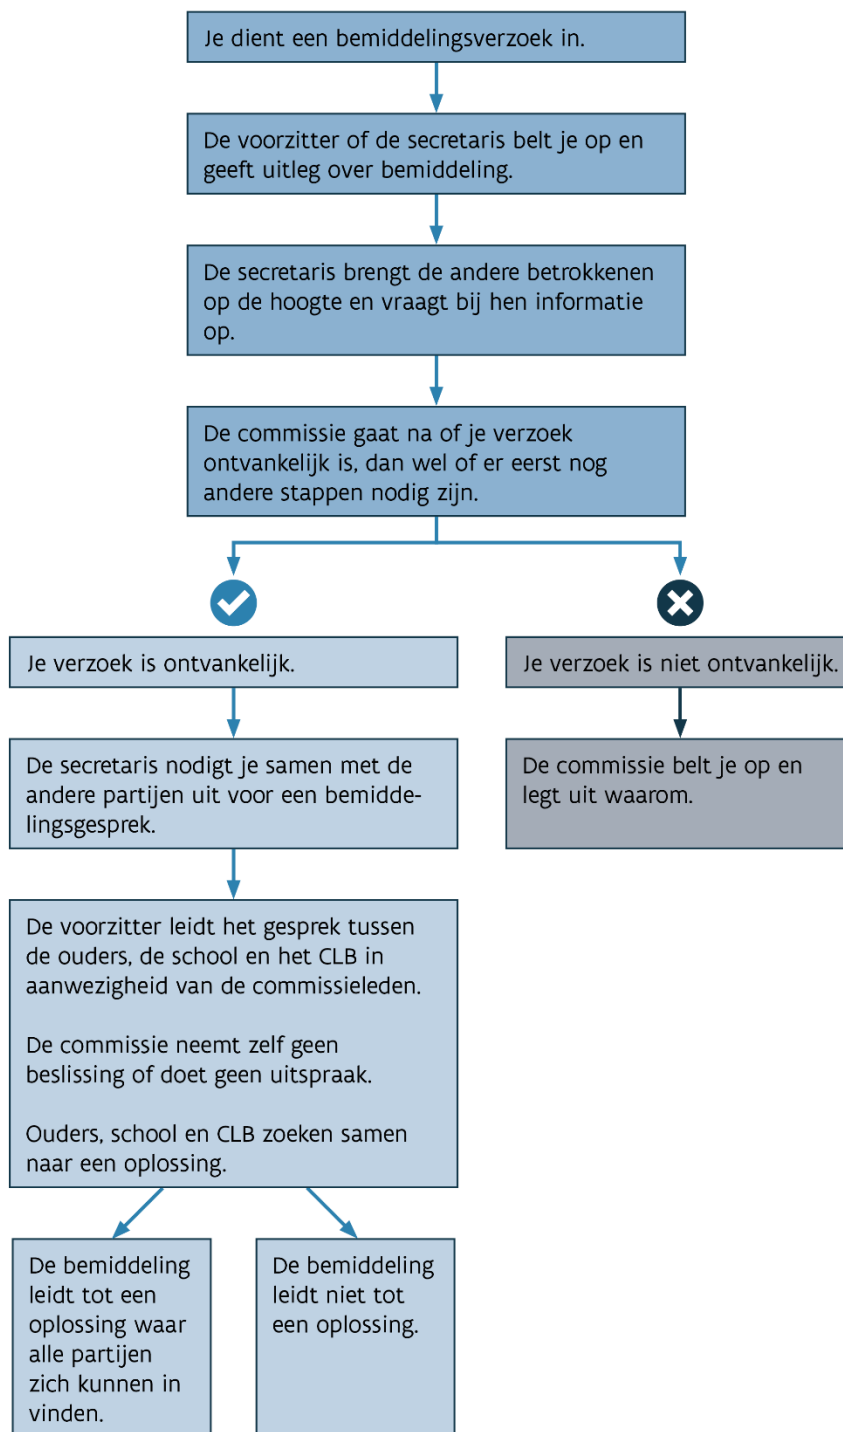 Je dient een bemiddelingsverzoek in.
De voorzitter of de secretaris belt je op en
geeft uitleg over bemiddeling.
De secretaris brengt de andere betrokkenen
op de hoogte en vraagt bij hen informatie
op.
De commissie gaat na of je verzoek
ontvankelijk is, dan wel of er eerst nog
andere stappen nodig zijn.
Je verzoek is ontvankelijk.
De secretaris nodigt je samen met de
andere partijen uit voor een bemidde-
lingsgesprek.
De voorzitter leidt het gesprek tussen
de ouders, de school en het CLB in
aanwezigheid van de commissieleden.
De commissie neemt zelf geen
beslissing of doet geen uitspraak.
Ouders, school en CLB zoeken samen
naar een oplossing.
De bemiddeling
leidt tot een
oplossing waar
alle partijen
zich kunnen in
vinden.
De bemiddeling
leidt niet tot
een oplossing.
Je verzoek is niet ontvankelijk.
De commissie belt je op en
legt uit waarom.